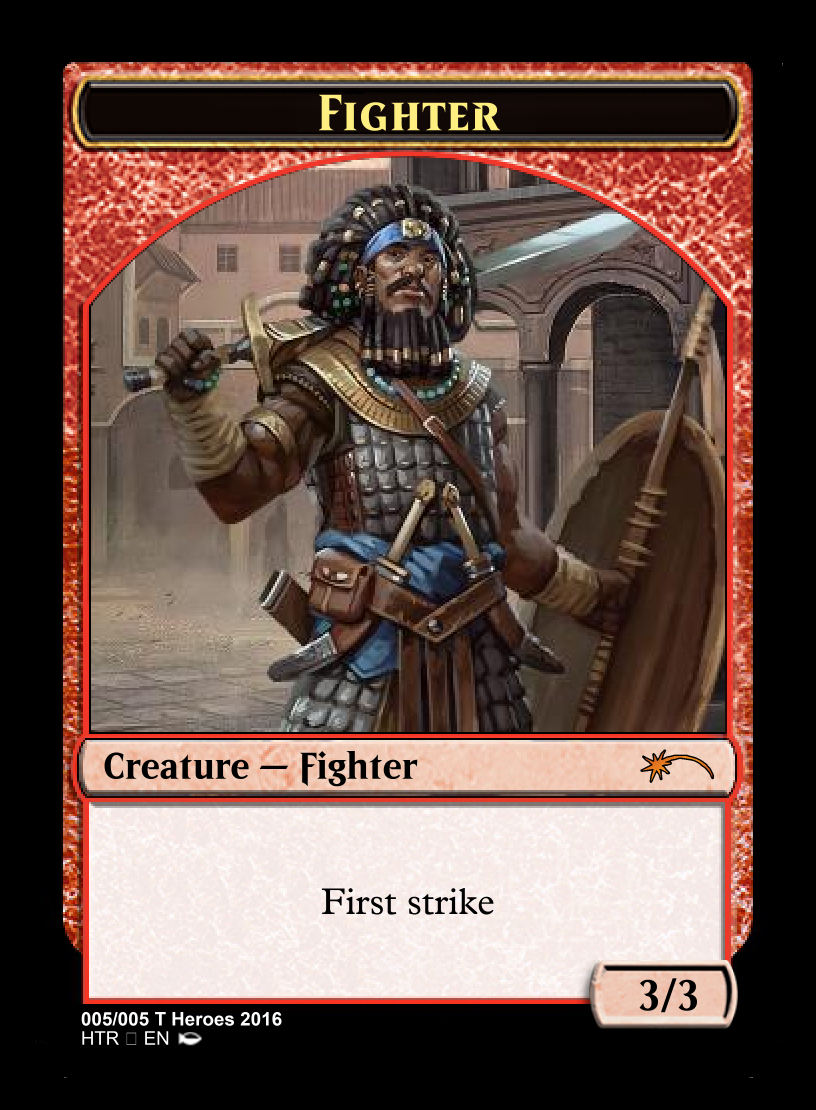 Fighter
Creature — Fighter
First strike
3/3
005/005 T Heroes 2016
HTR □ EN